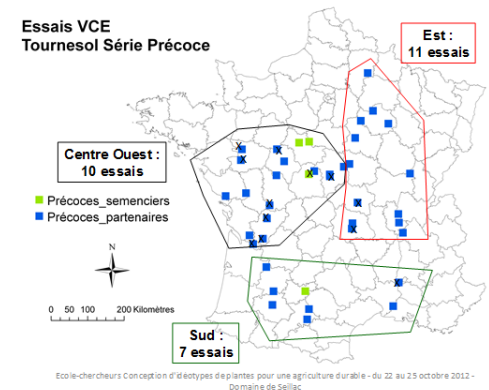 Essais VCE
Tournesol Série Précoce
Est :
11 essais
Centre Ouest :
10 essais
Précoces_semenciers
Précoces_partenaires
N
0 50 100 200 Kilomètres
Sud :
7 essais
Ecole-chercheurs Conception d'ideotypes de plantes pour une agriculture durable - du 22 au 25 octobre 2012 -
Domaine de Seillac